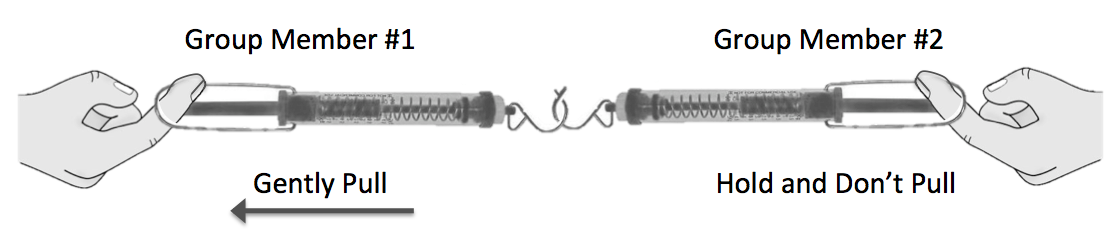 Group Member #1
Group Member #2
Gently Pull
Hold and Don’t Pull